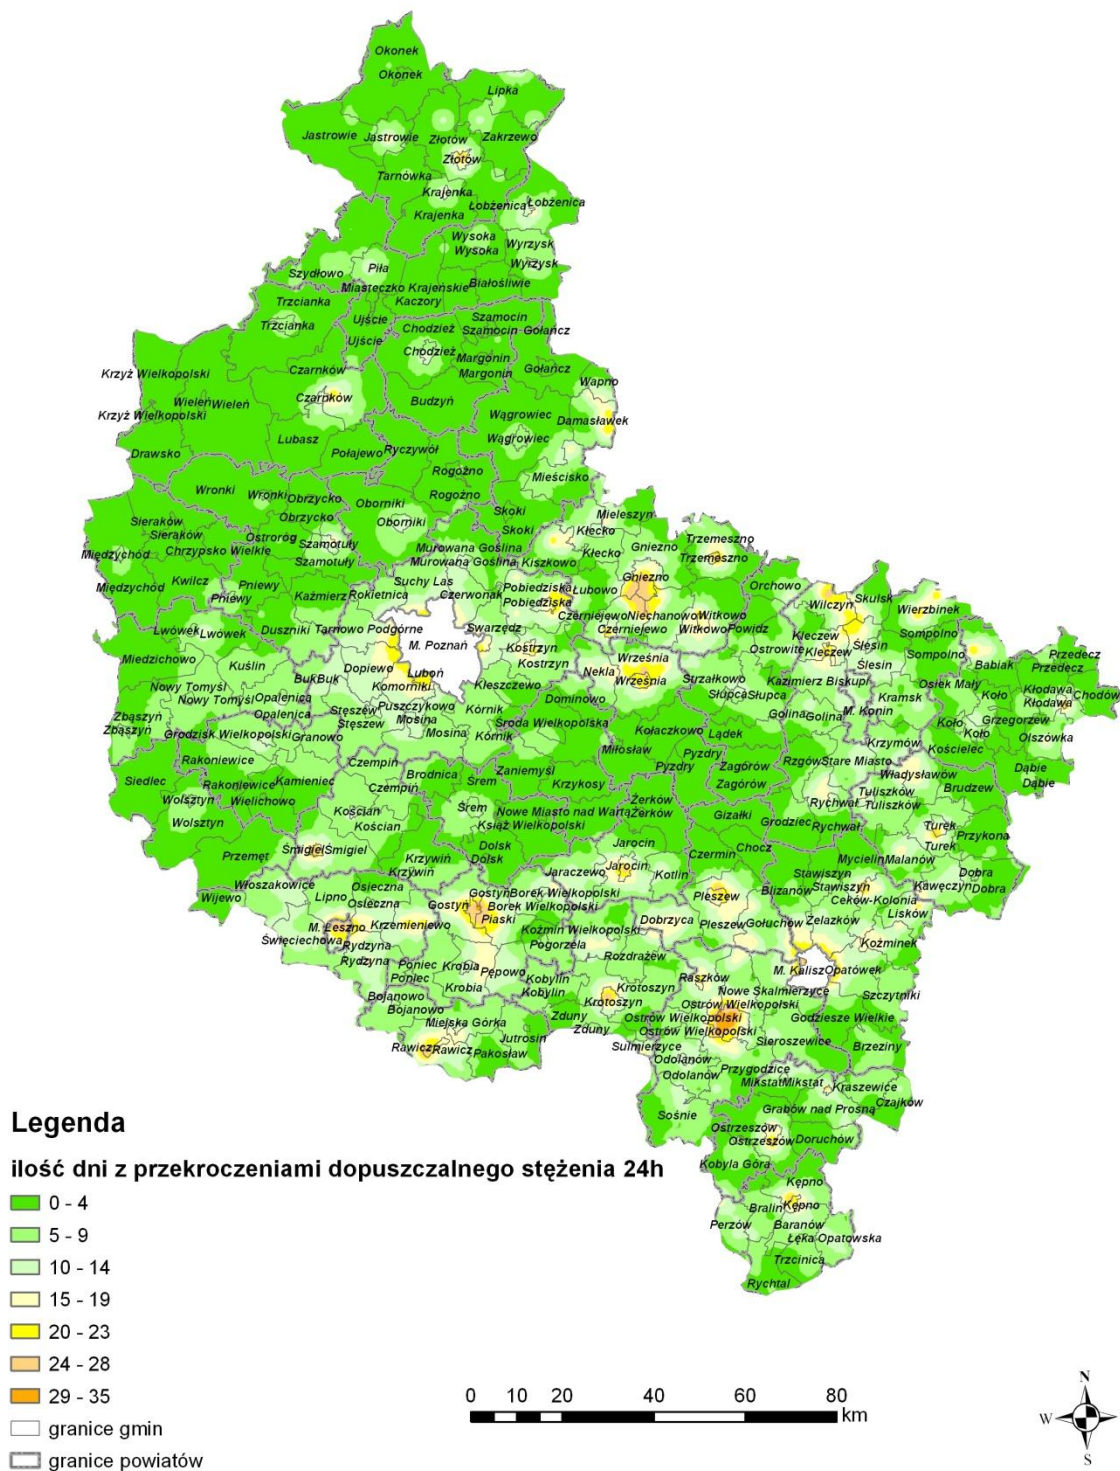 Okonek
Okonek
Lipka
Jastrowie
Jastrowie
Złotów
Zakrzewo
Złotów
Tarnówka
Krajenka
Łobżenica
Łobżenica
Krajenka
Wysoka
Wysoka
Wyrzysk
Wyrzysk
Szydłowo
Piła
Miasteczko Krajeńskie
Białośliwie
Kaczory
Trzcianka
Trzcianka
Ujście
Ujście
Szamocin
Szamocin
Gołańcz
Chodzież
Chodzież
Margonin
Margonin
Gołańcz
Wapno
Krzyż Wielkopolski
Czarnków
Czarnków
Wieleń
Wieleń
Krzyż Wielkopolski
Budzyń
Damasławek
Wągrowiec
Wągrowiec
Lubasz
Drawsko
Połajewo
Ryczywół
Rogoźno
Mieścisko
Wronki
Wronki
Obrzycko
Obrzycko
Oborniki
Oborniki
Rogoźno
Skoki
Skoki
Mieleszyn
Sieraków
Sieraków
Ostroróg
Szamotuły
Szamotuły
Międzychód
Chrzypsko Wielkie
Murowana Goślina
Murowana Goślina
Kłecko
Kłecko
Kiszkowo
Gniezno
Gniezno
Trzemeszno
Trzemeszno
Międzychód
Kwilcz
Pniewy
Pniewy
Kaźmierz
Rokietnica
Suchy Las
Czerwonak
Pobiedziska
Pobiedziska
Łubowo
Orchowo
Skulsk
Wilczyn
Wierzbinek
Lwówek
Lwówek
Duszniki
Tarnowo Podgórne
M. Poznań
Swarzędz
Czerniejewo
Czerniejewo
Niechanowo
Witkowo
Witkowo
Powidz
Kleczew
Kleczew
Ślesin
Ślesin
Sompolno
Sompolno
Ostrowite
Babiak
Przedecz
Przedecz
Miedzichowo
Kuślin
Buk
Buk
Dopiewo
Luboń
Komorniki
Kostrzyn
Kostrzyn
Nekla
Września
Września
Strzałkowo
Kazimierz Biskupi
Kramsk
Osiek Mały
Koło
Koło
Kłodawa
Kłodawa
Chodów
Nowy Tomyśl
Nowy Tomyśl
Opalenica
Opalenica
Puszczykowo
Kleszczewo
Stęszew
Stęszew
Mosina
Mosina
Kórnik
Kórnik
Dominowo
Słupca
Słupca
Golina
Golina
M. Konin
Grzegorzew
Olszówka
Zbąszyń
Zbąszyń
Grodzisk Wielkopolski
Granowo
Środa Wielkopolska
Kołaczkowo
Lądek
Krzymów
Kościelec
Rakoniewice
Rakoniewice
Czempiń
Czempiń
Miłosław
Pyzdry
Pyzdry
Zagórów
Zagórów
Rzgów
Stare Miasto
Władysławów
Dąbie
Dąbie
Siedlec
Kamieniec
Wielichowo
Brodnica
Śrem
Śrem
Zaniemyśl
Krzykosy
Tuliszków
Tuliszków
Brudzew
Wolsztyn
Wolsztyn
Kościan
Kościan
Nowe Miasto nad Wartą
Książ Wielkopolski
Żerków
Żerków
Gizałki
Grodziec
Rychwał
Rychwał
Turek
Turek
Przykona
Przemęt
Śmigiel
Śmigiel
Krzywiń
Krzywiń
Dolsk
Dolsk
Jarocin
Jarocin
Czermin
Chocz
Mycielin
Malanów
Stawiszyn
Stawiszyn
Dobra
Dobra
Kawęczyn
Wijewo
Włoszakowice
Lipno
Osieczna
Osieczna
Gostyń
Gostyń
Borek Wielkopolski
Borek Wielkopolski
Jaraczewo
Kotlin
Pleszew
Pleszew
Blizanów
Ceków-Kolonia
Lisków
Święciechowa
M. Leszno
Krzemieniewo
Piaski
Dobrzyca
Gołuchów
Żelazków
Koźminek
Rydzyna
Rydzyna
Koźmin Wielkopolski
Pogorzela
Poniec
Poniec
Krobia
Krobia
Pępowo
Kobylin
Kobylin
Rozdrażew
Krotoszyn
Krotoszyn
Raszków
M. Kalisz
Opatówek
Nowe Skalmierzyce
Szczytniki
Bojanowo
Bojanowo
Miejska Górka
Zduny
Zduny
Ostrów Wielkopolski
Ostrów Wielkopolski
Ostrów Wielkopolski
Godziesze Wielkie
Rawicz
Rawicz
Jutrosin
Pakosław
Sulmierzyce
Sieroszewice
Brzeziny
Odolanów
Odolanów
Przygodzice
Mikstat
Mikstat
Kraszewice
Czajków
Sośnie
Grabów nad Prosną
Ostrzeszów
Ostrzeszów
Doruchów
Kobyla Góra
Kępno
Kępno
Bralin
Perzów
Baranów
Łęka Opatowska
Trzcinica
Rychtal
Legenda
ilość dni z przekroczeniami dopuszczalnego stężenia 24h
0 - 4
5 - 9
10 - 14
15 - 19
20 - 23
24 - 28
29 - 35
granice gmin
granice powiatów
0 10 20 40 60 80
km
N
W
E
S